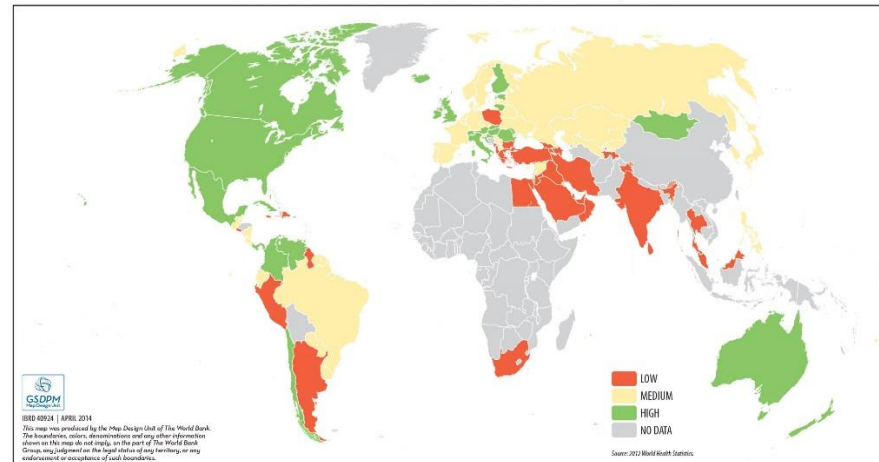 LOW
MEDIUM
HIGH
NO DATA
GSDPM
Map Design Unit
IBRD 40924 | APRIL 2014
This map was produced by the Map Design Unit of The World Bank.
The boundaries, colors, denominations and any other information
shown on this map do not imply, on the part of The World Bank
Group, any judgment on the legal status of any territory, or any
endorsement or acceptance of such boundaries.
Source: 2013 World Health Statistics.